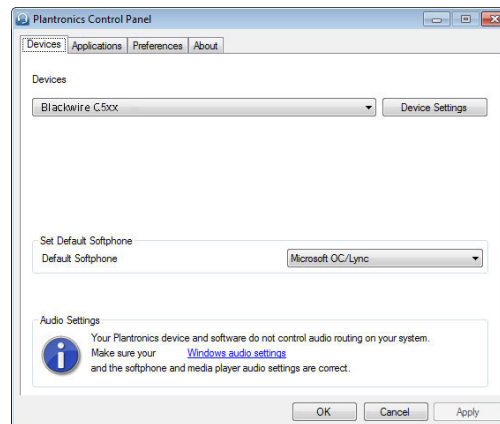 Plantronics Control Panel
Devices Applications Preferences About
Devices
Blackwire C5xx Device Settings
Set Default Softphone
Default Softphone Microsoft OC/Lync
Audio Settings
Your Plantronics device and software do not control audio routing on your system.
Make sure your Windows audio settings
and the softphone and media player audio settings are correct.
OK Cancel Apply